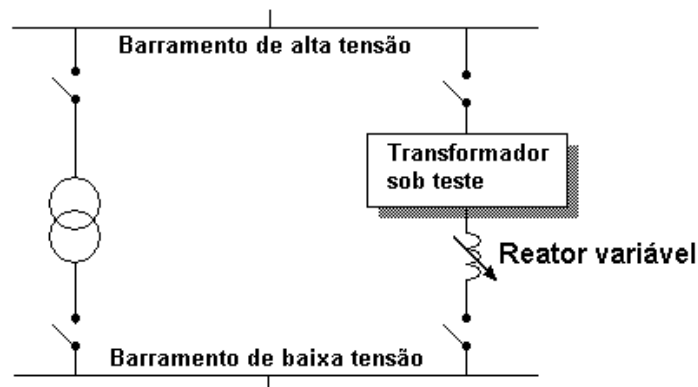 Barramento de alta tensão
Transformador
sob teste
Reator variável
Barramento de baixa tensão